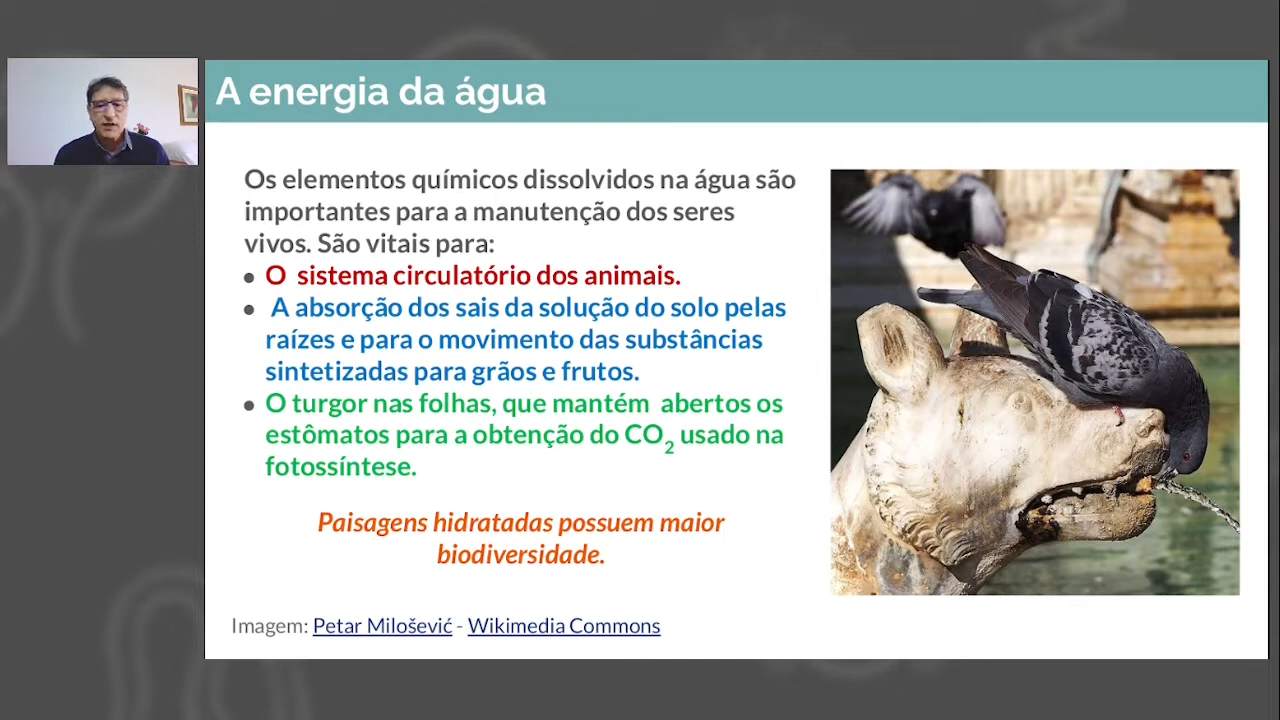 A energia da água
Os elementos químicos dissolvidos na água são
importantes para a manutenção dos seres
vivos. São vitais para:
● O sistema circulatório dos animais.
● A absorção dos sais da solução do solo pelas
raízes e para o movimento das substâncias
sintetizadas para grãos e frutos.
● O turgor nas folhas, que mantém abertos os
estômatos para a obtenção do CO₂ usado na
fotossíntese.
Paisagens hidratadas possuem maior
biodiversidade.
Imagem: Petar Milošević - Wikimedia Commons